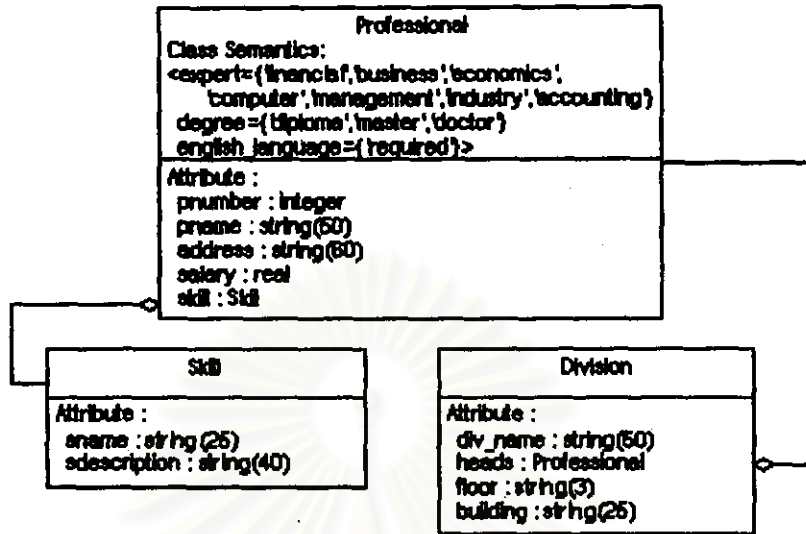 Professional
Class Semantics:
<expert={'financial','business','economics',
'computer','management','industry','accounting'}
degree={'diploma','master','doctor'}
english_language={'required'}>
Attribute :
pnumber : integer
pname : string(50)
address : string(80)
salary : real
skill : Skill
Skill
Attribute :
sname : string(25)
sdescription : string(40)
Division
Attribute :
div_name : string(50)
heads : Professional
floor : string(3)
building : string(25)